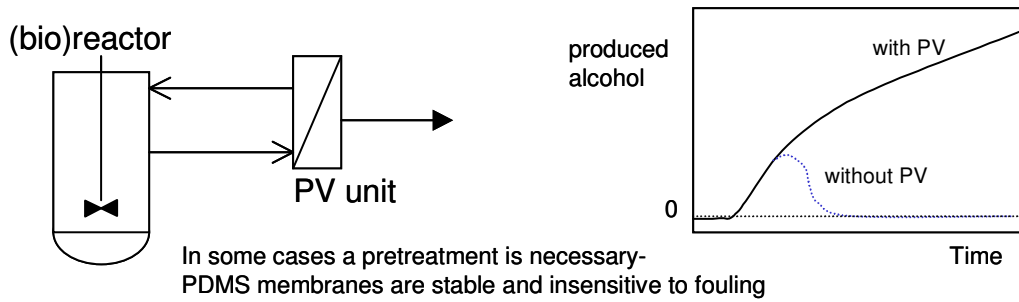 (bio)reactor
PV unit
In some cases a pretreatment is necessary-
PDMS membranes are stable and insensitive to fouling
produced
alcohol
with PV
without PV
0
Time